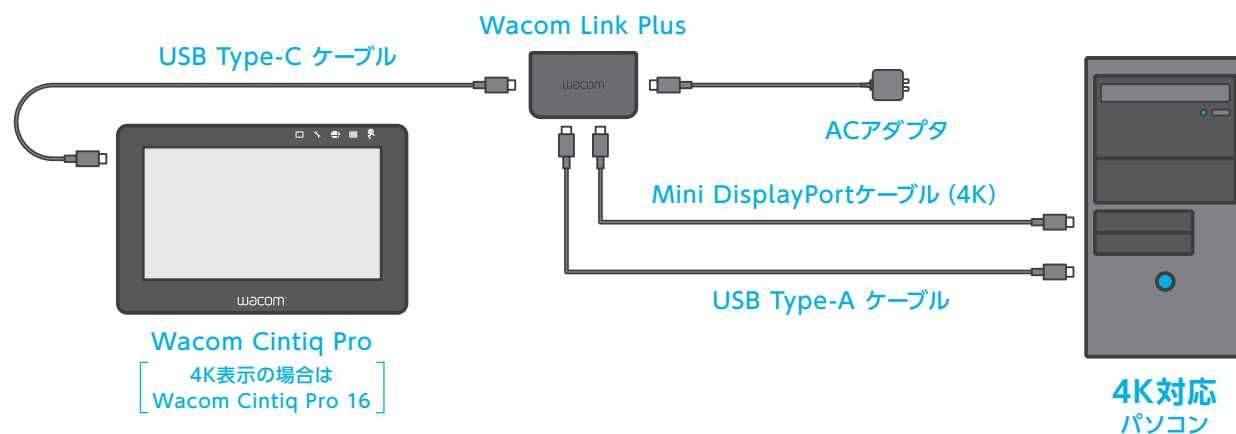 Wacom Link Plus
USB Type-C ケーブル
wacom
ACアダプタ
Mini DisplayPortケーブル (4K)
USB Type-A ケーブル
wacom
Wacom Cintiq Pro
4K表示の場合は
Wacom Cintiq Pro 16
4K対応
パソコン